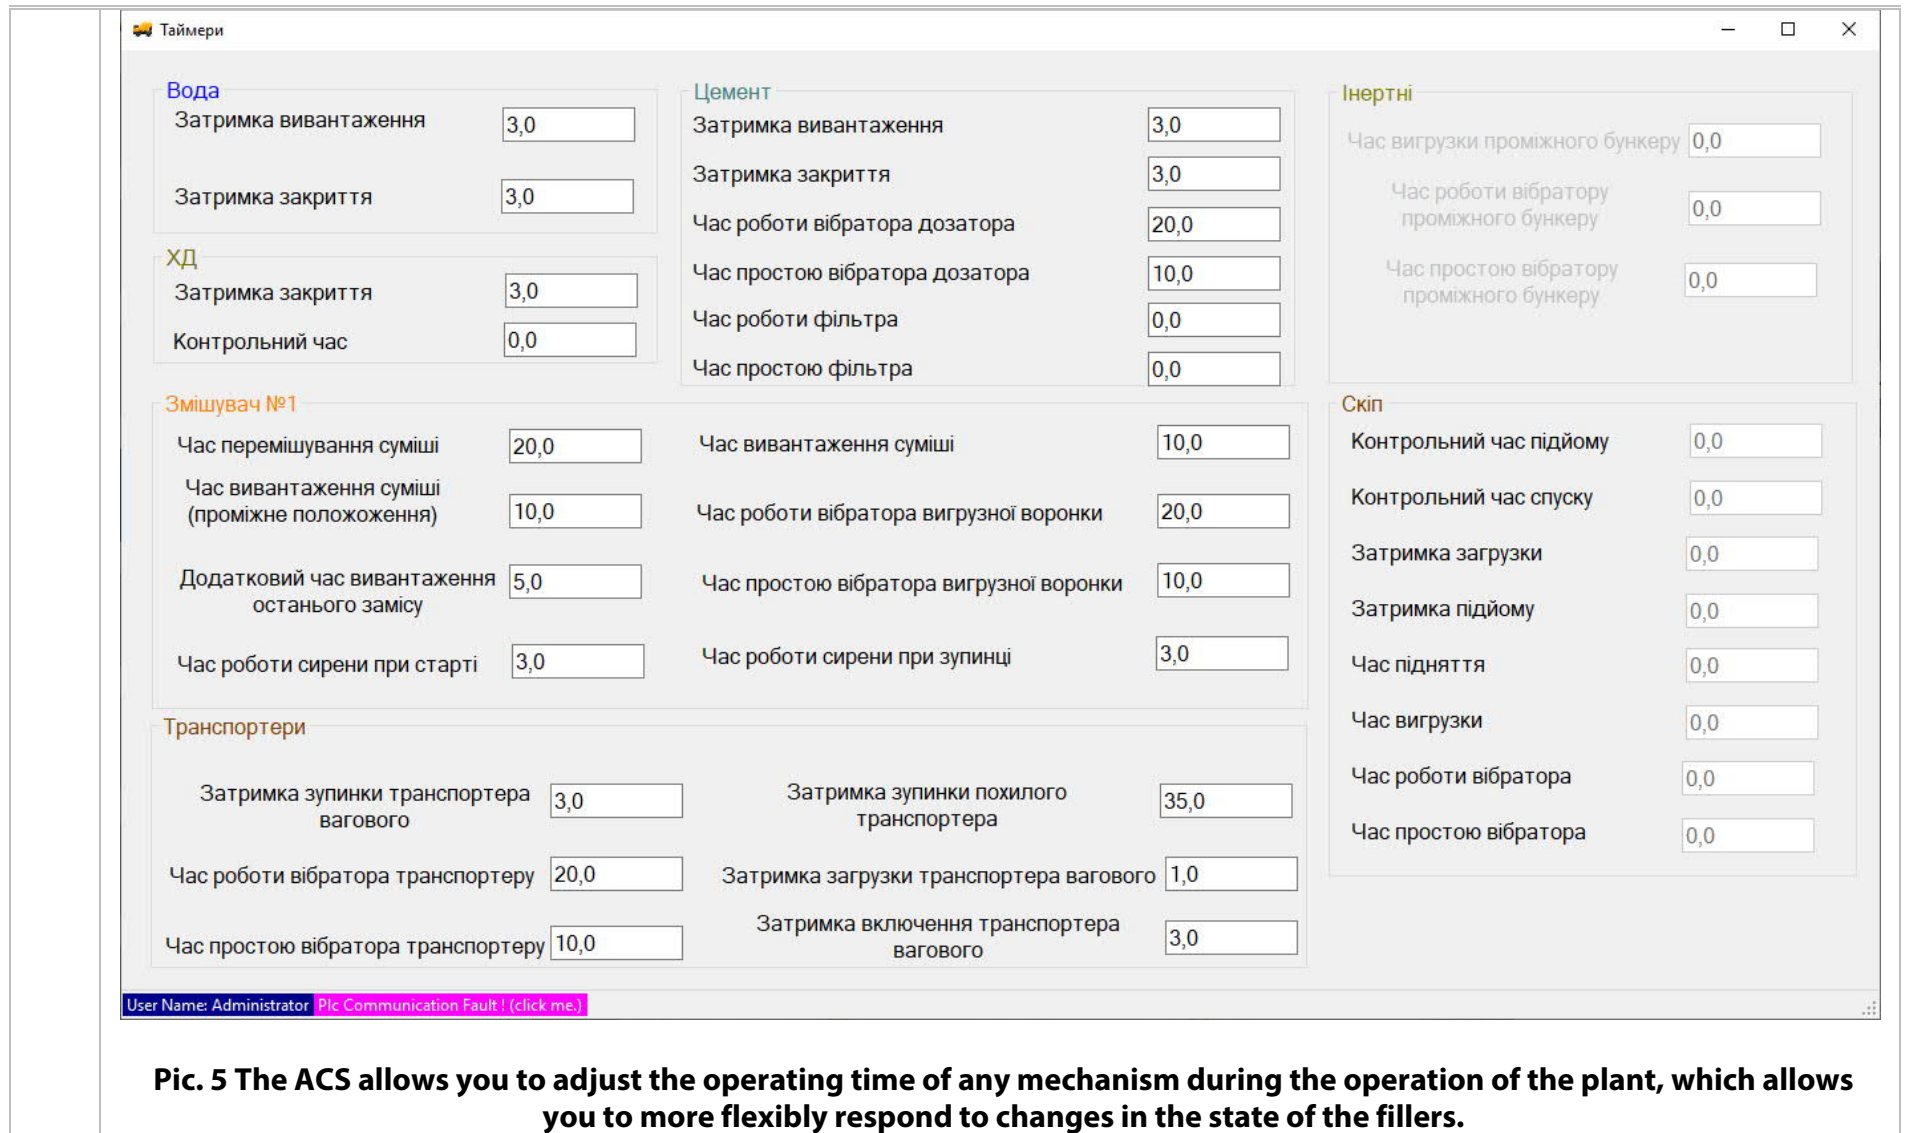 Таймери
Вода
Затримка вивантаження 3,0
Затримка закриття 3,0
ХД
Затримка закриття 3,0
Контрольний час 0,0
Цемент
Затримка вивантаження 3,0
Затримка закриття 3,0
Час роботи вібратора дозатора 20,0
Час простою вібратора дозатора 10,0
Час роботи фільтра 0,0
Час простою фільтра 0,0
Інертні
Час вигрузки проміжного бункеру 0,0
Час роботи вібратору
проміжного бункеру 0,0
Час простою вібратору
проміжного бункеру 0,0
Змішувач №1
Час перемішування суміші 20,0
Час вивантаження суміші
(проміжне положоження) 10,0
Додатковий час вивантаження
останього замісу 5,0
Час роботи сирени при старті 3,0
Час вивантаження суміші 10,0
Час роботи вібратора вигрузної воронки 20,0
Час простою вібратора вигрузної воронки 10,0
Час роботи сирени при зупинці 3,0
Скіп
Контрольний час підйому 0,0
Контрольний час спуску 0,0
Затримка загрузки 0,0
Затримка підйому 0,0
Час підняття 0,0
Час вигрузки 0,0
Час роботи вібратора 0,0
Час простою вібратора 0,0
Транспортери
Затримка зупинки транспортера
вагового 3,0
Час роботи вібратора транспортеру 20,0
Час простою вібратора транспортеру 10,0
Затримка зупинки похилого
транспортера 35,0
Затримка загрузки транспортера вагового 1,0
Затримка включення транспортера
вагового 3,0
User Name: Administrator Plc Communication Fault ! (click me.)
Pic. 5 The ACS allows you to adjust the operating time of any mechanism during the operation of the plant, which allows
you to more flexibly respond to changes in the state of the fillers.